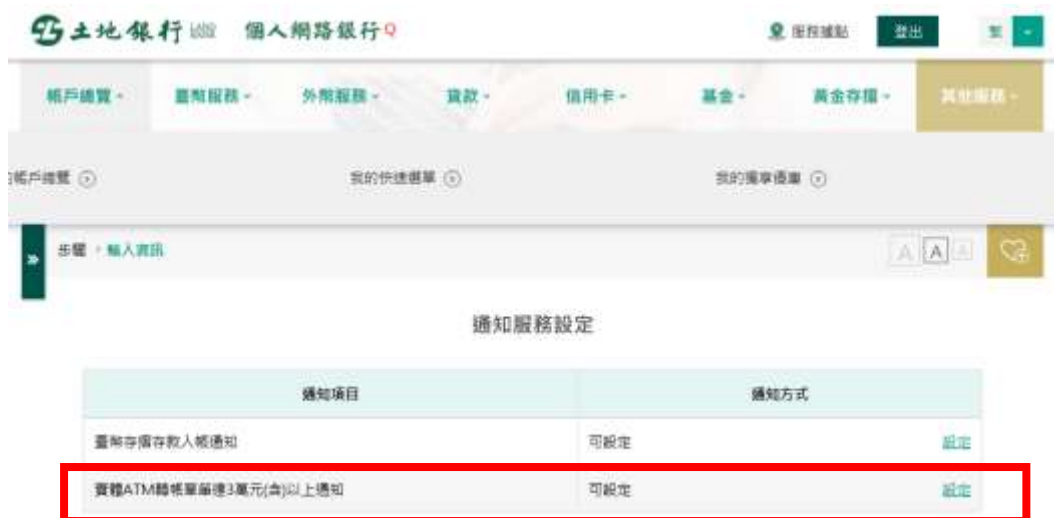 土地銀行 個人網路銀行
服務據點 登出 繁
帳戶總覽 臺幣服務 外幣服務 貸款 信用卡 基金 黃金存摺 其他服務
的帳戶總覽 我的快速選單 我的獨享優惠
步驟 輸入資訊
A A A
通知服務設定
通知項目 通知方式
臺幣存摺存款入帳通知 可設定 設定
實體ATM轉帳單筆達3萬元(含)以上通知 可設定 設定